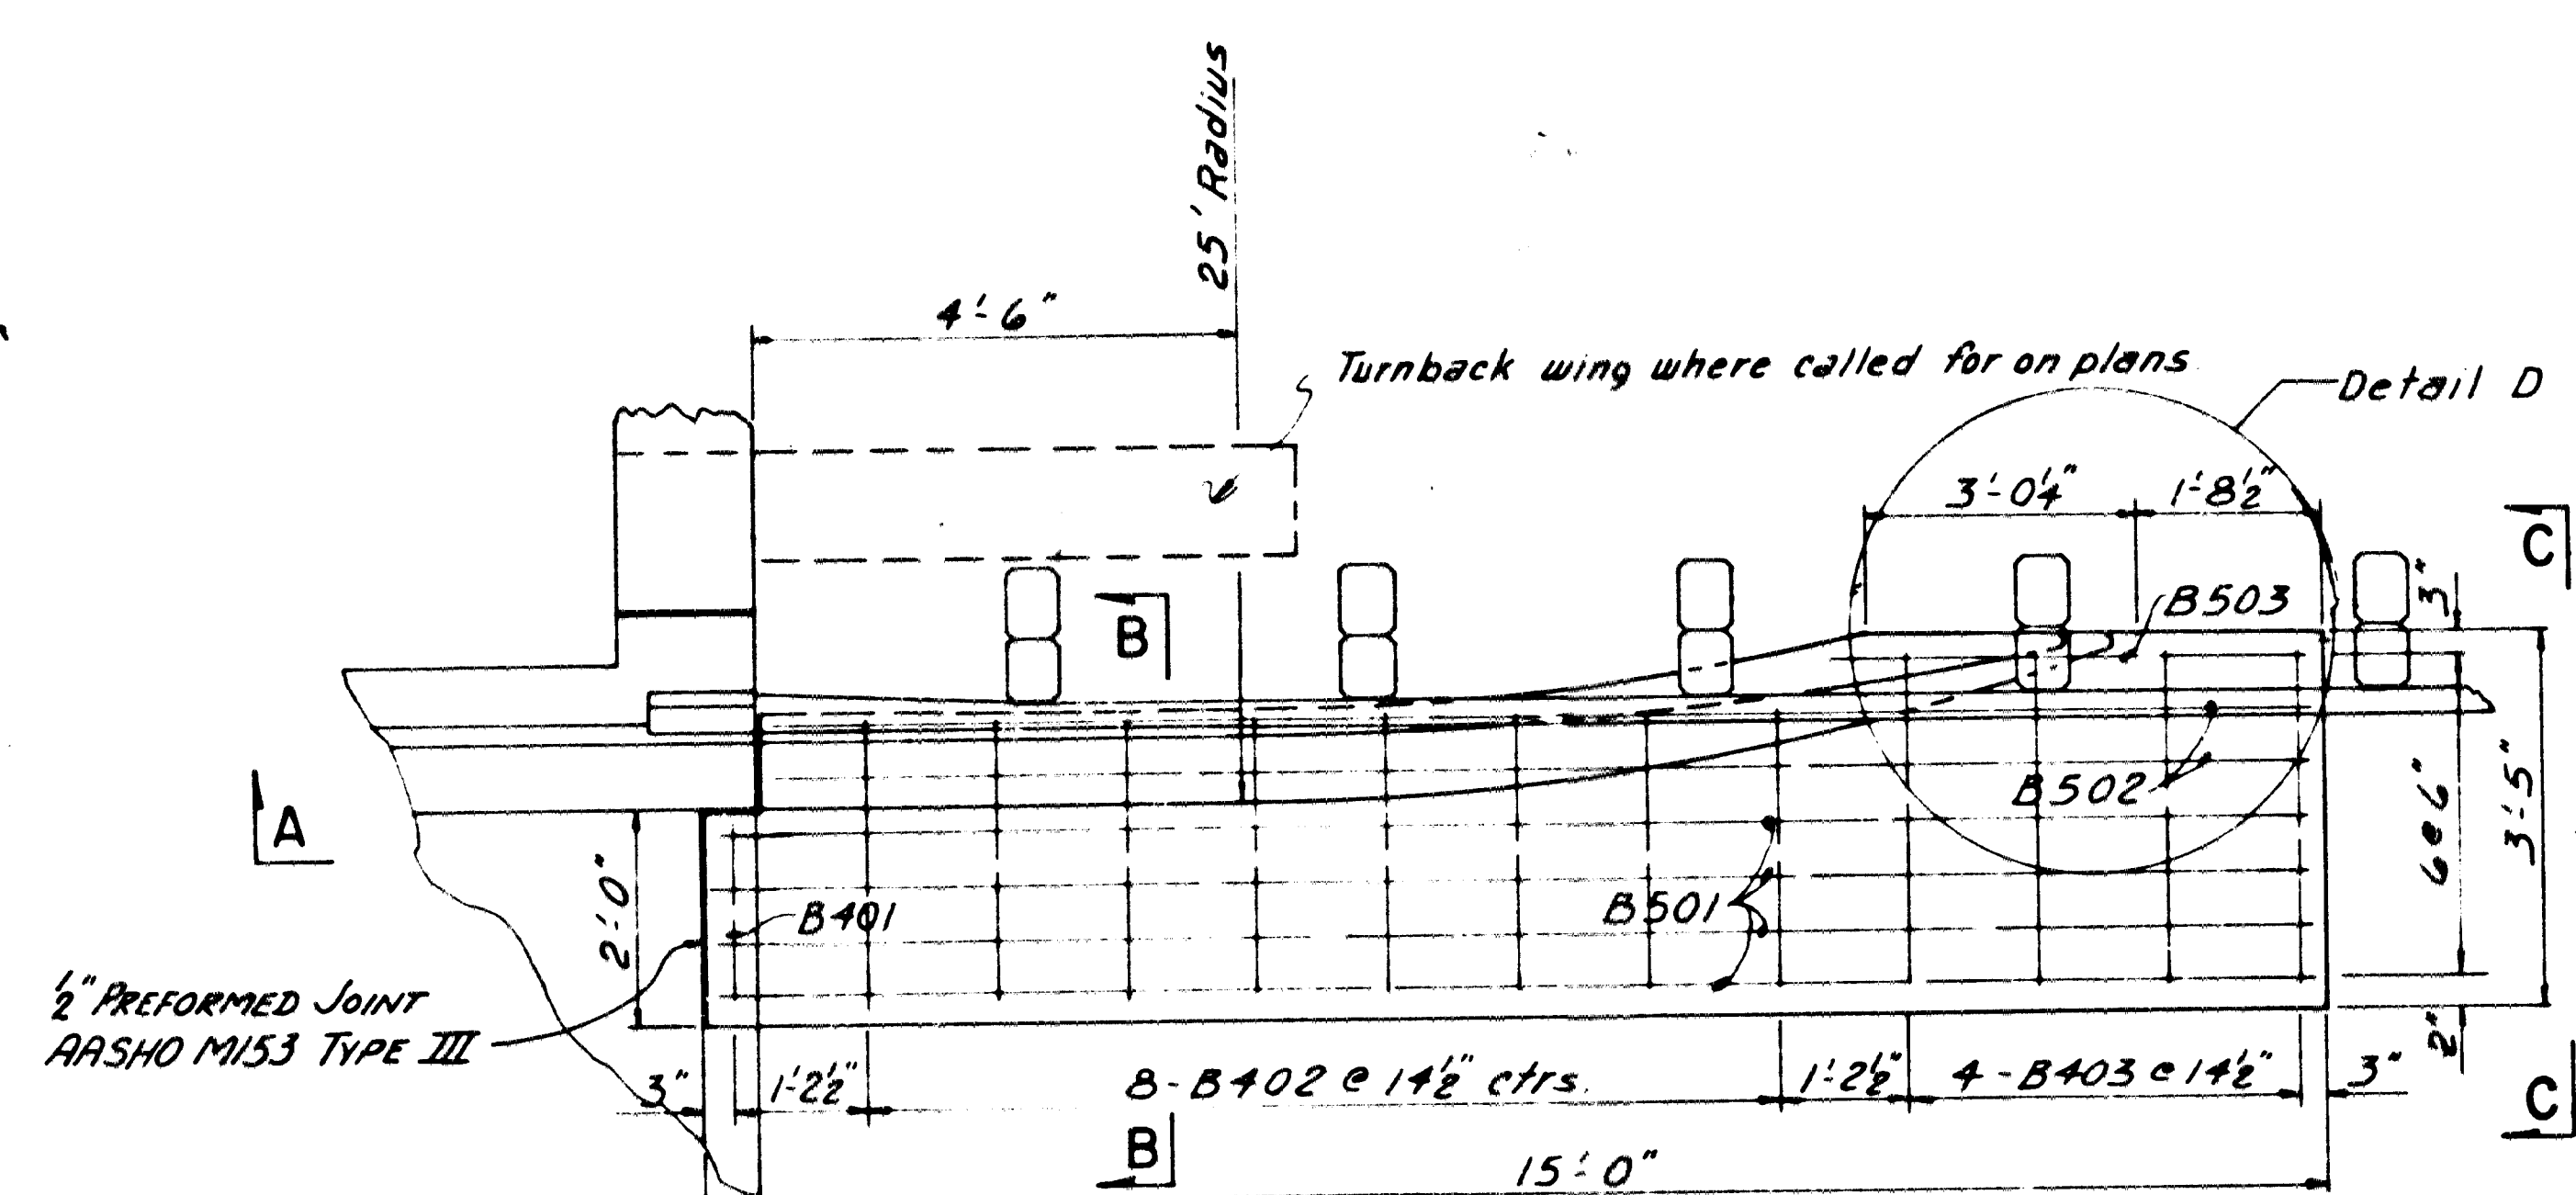 25' Radius
4'-6"
Turnback wing where called for on plans
Detail D
3'-0¼"
1'-8½"
C
3"
B
B503
A
B502
6@6"
3'-5"
2'-0"
B401
B501
½" PREFORMED JOINT
AASHO M153 TYPE III
3"
1'-2½"
8-B402 @ 14½" ctrs.
1'-2½"
4-B403 @ 14½"
3"
2"
C
B
15'-0"